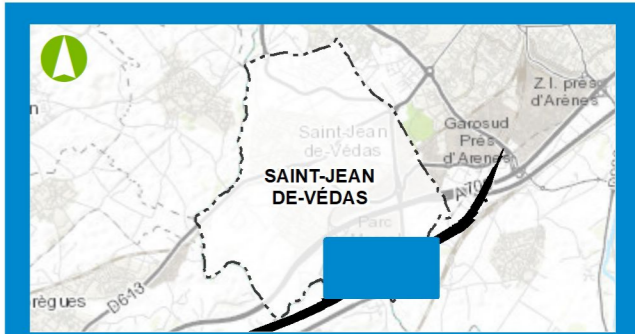 Z.I. près
d'Arènes
Garosud
Près
d'Arènes
Saint-Jean
de-Védas
SAINT-JEAN
DE-VÉDAS
A709
Parc
D613
règues